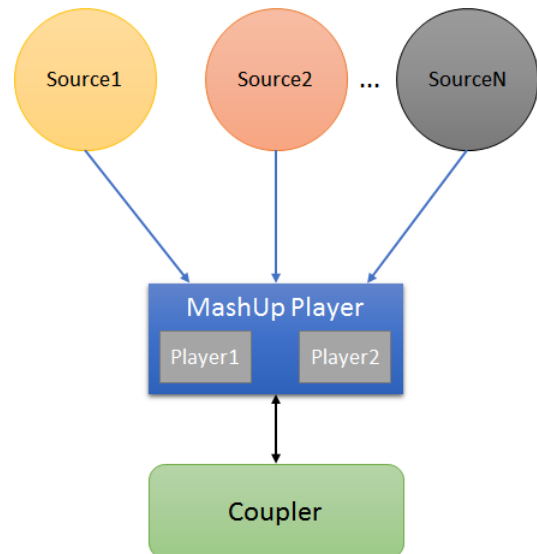 Source1
Source2
...
SourceN
MashUp Player
Player1
Player2
Coupler